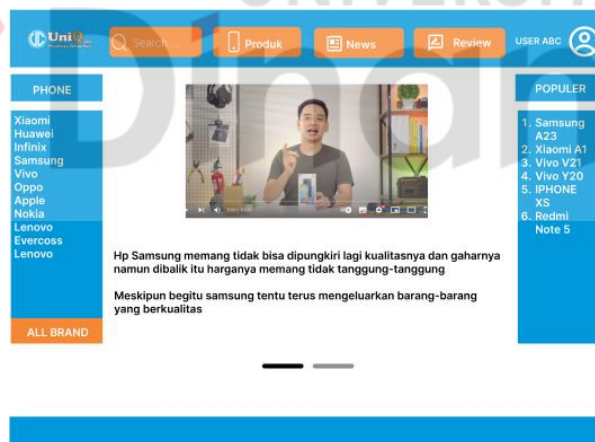 UNIVERS
Dinam
UniQ
Search.....
Produk
News
Review
USER ABC
PHONE
Xiaomi
Huawei
Infinix
Samsung
Vivo
Oppo
Apple
Nokia
Lenovo
Evercoss
Lenovo
ALL BRAND
Hp Samsung memang tidak bisa dipungkiri lagi kualitasnya dan gaharnya
namun dibalik itu harganya memang tidak tanggung-tanggung
Meskipun begitu samsung tentu terus mengeluarkan barang-barang
yang berkualitas
POPULER
1. Samsung
A23
2. Xiaomi A1
3. Vivo V21
4. Vivo Y20
5. IPHONE
XS
6. Redmi
Note 5